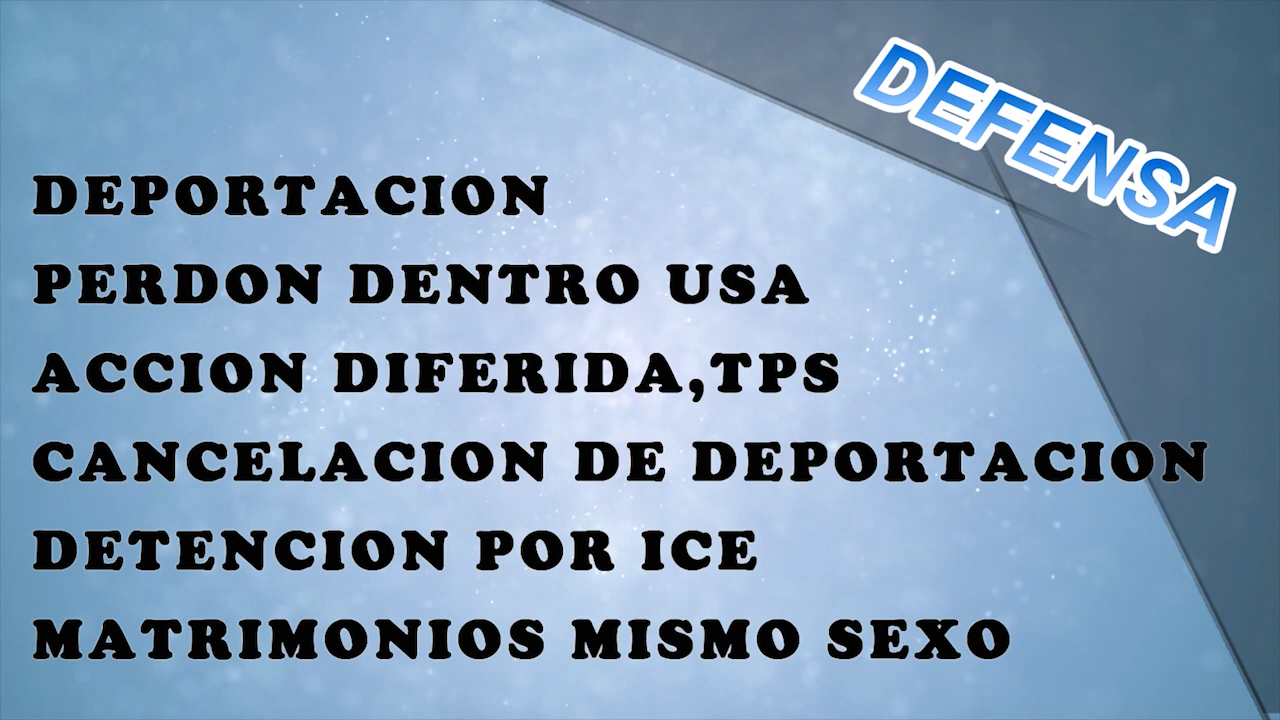 DEFENSA
DEPORTACION
PERDON DENTRO USA
ACCION DIFERIDA,TPS
CANCELACION DE DEPORTACION
DETENCION POR ICE
MATRIMONIOS MISMO SEXO